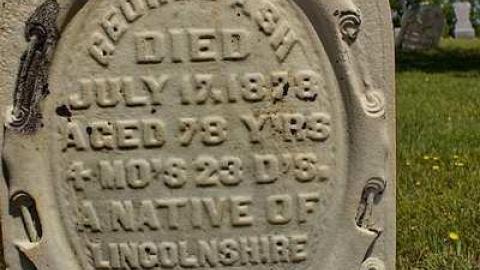 DIED
JULY 17, 1878
AGED 78 Y'RS
4 MO'S 23 D'S.
A NATIVE OF
LINCOLNSHIRE